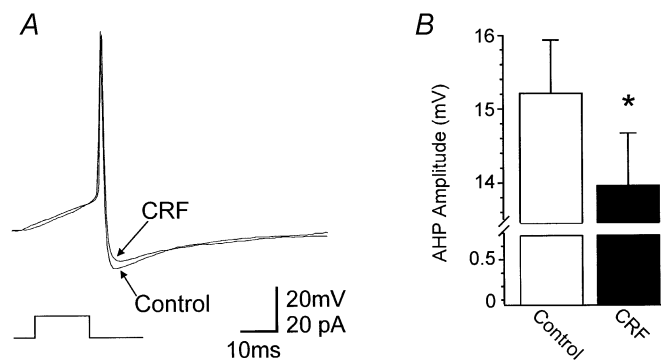 A
CRF
Control
20mV
20 pA
10ms
B
AHP Amplitude (mV)
16
15
14
0.5
0
*
Control
CRF